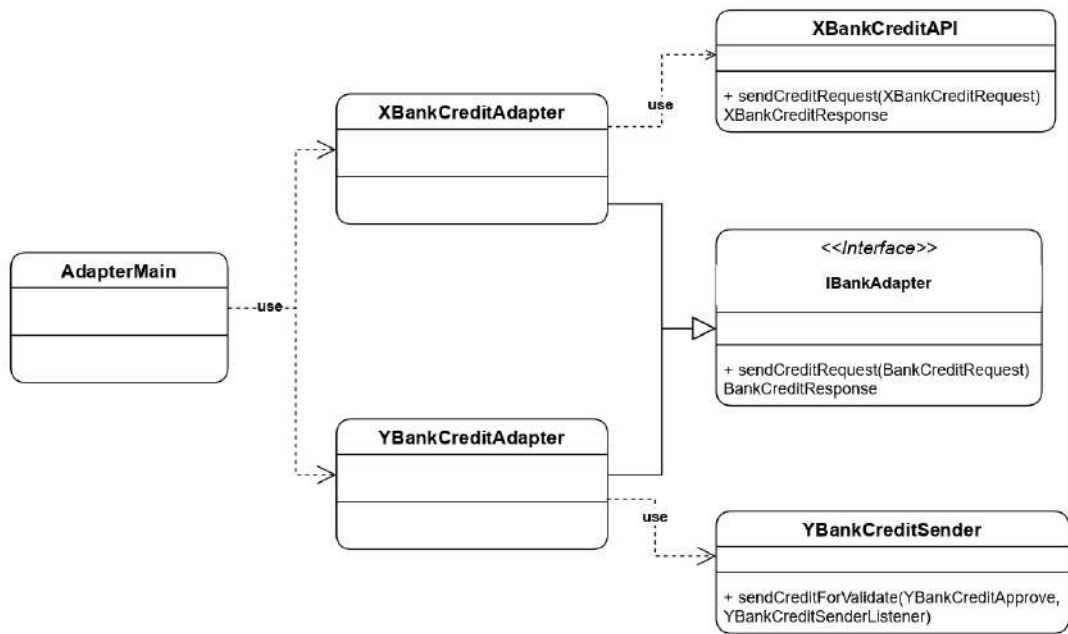 XBankCreditAPI
+ sendCreditRequest(XBankCreditRequest)
XBankCreditResponse
use
XBankCreditAdapter
<<Interface>>
IBankAdapter
+ sendCreditRequest(BankCreditRequest)
BankCreditResponse
AdapterMain
use
YBankCreditAdapter
use
YBankCreditSender
+ sendCreditForValidate(YBankCreditApprove,
YBankCreditSenderListener)